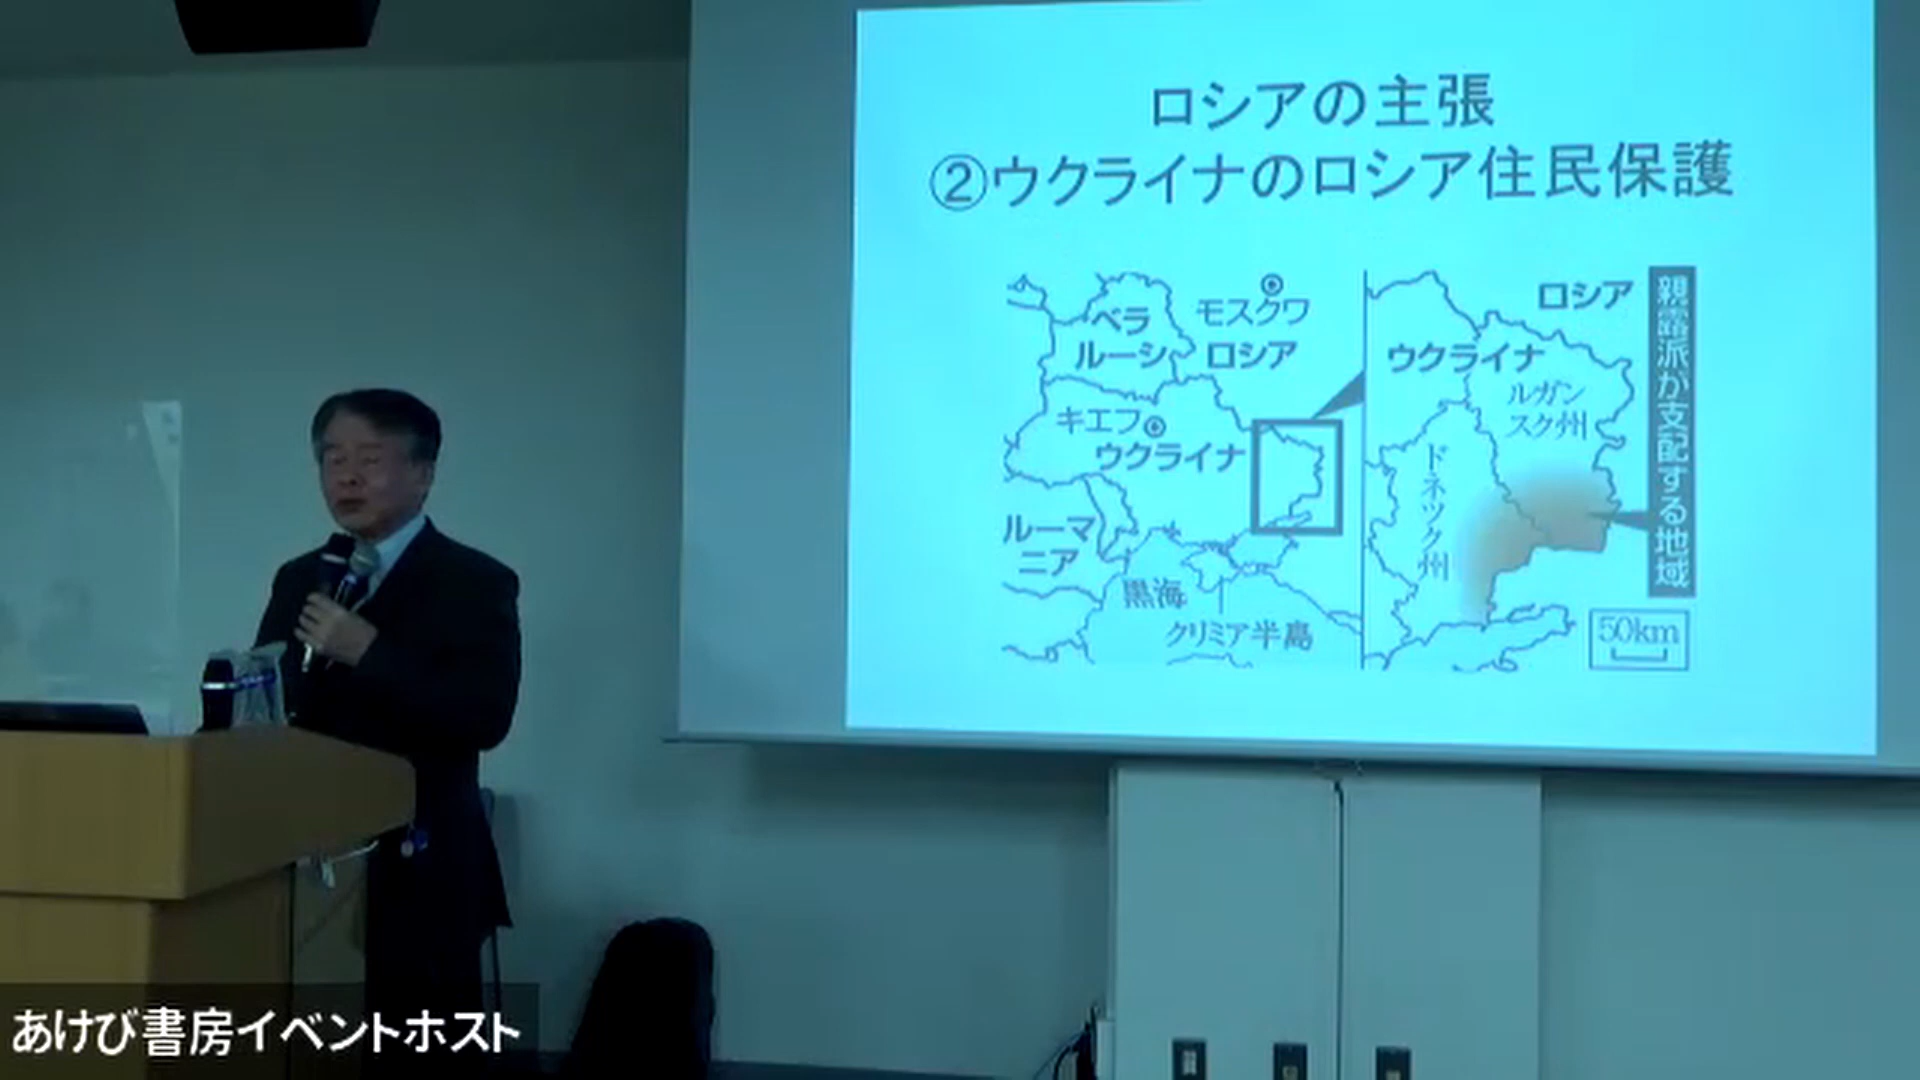 ロシアの主張
②ウクライナのロシア住民保護
ベラ
ルーシ
モスクワ
ロシア
キエフ
ウクライナ
ルーマ
ニア
黒海
クリミア半島
ロシア
ウクライナ
ルガン
スク州
ドネツク州
親露派が支配する地域
50km
あけび書房イベントホスト